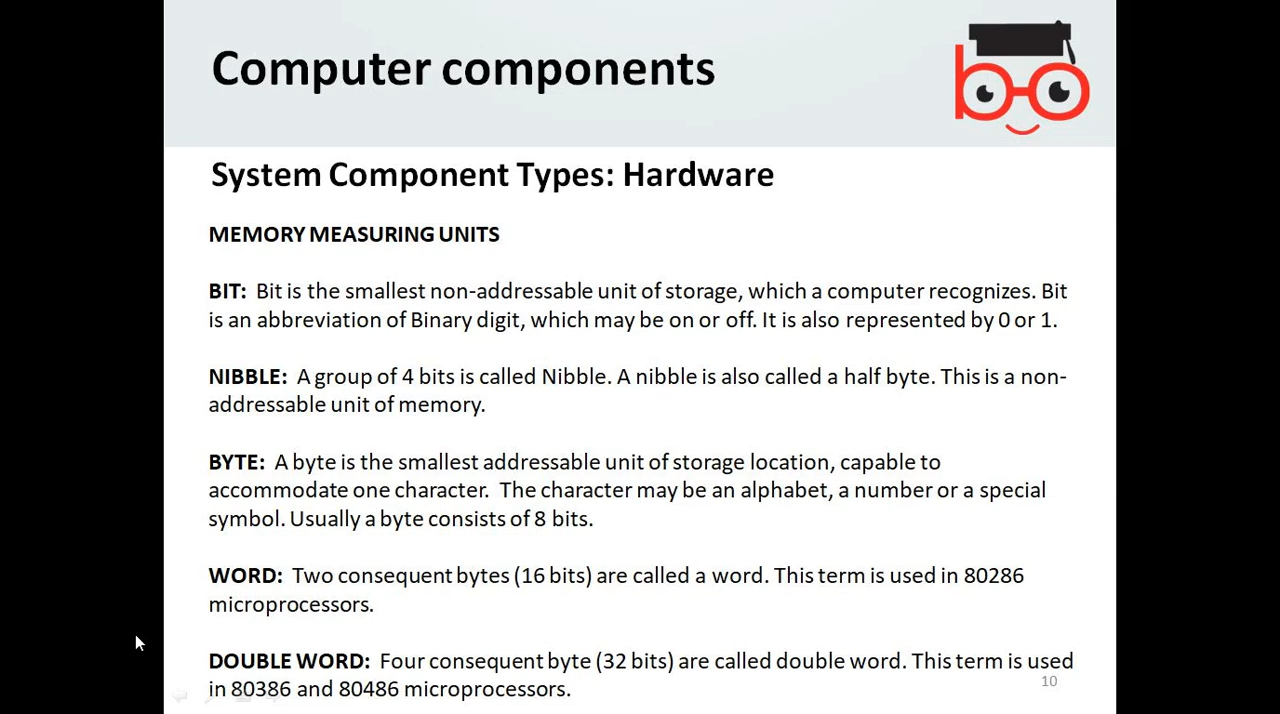 Computer components
System Component Types: Hardware
MEMORY MEASURING UNITS
BIT: Bit is the smallest non-addressable unit of storage, which a computer recognizes. Bit
is an abbreviation of Binary digit, which may be on or off. It is also represented by 0 or 1.
NIBBLE: A group of 4 bits is called Nibble. A nibble is also called a half byte. This is a non-
addressable unit of memory.
BYTE: A byte is the smallest addressable unit of storage location, capable to
accommodate one character. The character may be an alphabet, a number or a special
symbol. Usually a byte consists of 8 bits.
WORD: Two consequent bytes (16 bits) are called a word. This term is used in 80286
microprocessors.
DOUBLE WORD: Four consequent byte (32 bits) are called double word. This term is used
in 80386 and 80486 microprocessors.
10